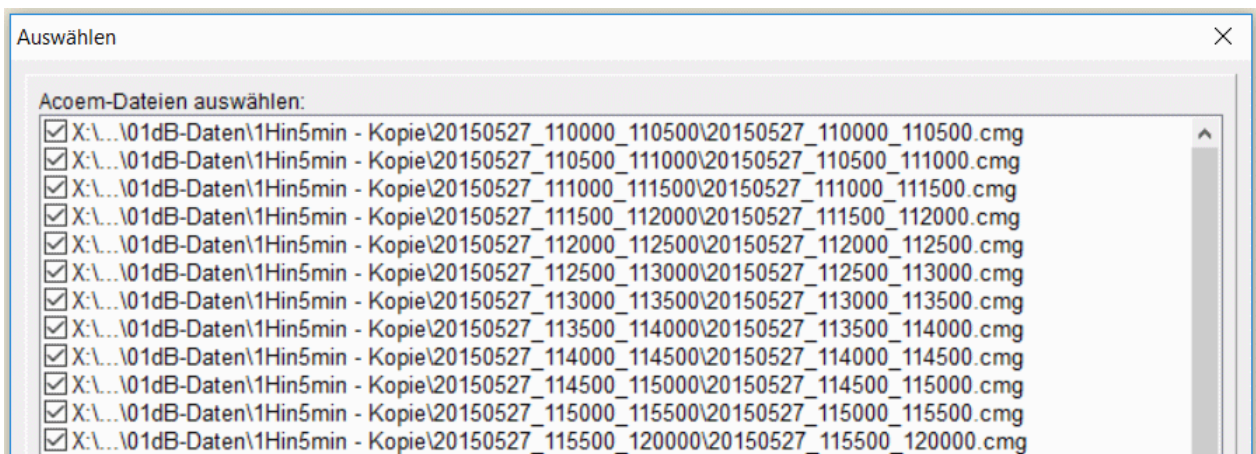 Auswählen
Acoem-Dateien auswählen:
X:\...\01dB-Daten\1Hin5min - Kopie\20150527_110000_110500\20150527_110000_110500.cmg
X:\...\01dB-Daten\1Hin5min - Kopie\20150527_110500_111000\20150527_110500_111000.cmg
X:\...\01dB-Daten\1Hin5min - Kopie\20150527_111000_111500\20150527_111000_111500.cmg
X:\...\01dB-Daten\1Hin5min - Kopie\20150527_111500_112000\20150527_111500_112000.cmg
X:\...\01dB-Daten\1Hin5min - Kopie\20150527_112000_112500\20150527_112000_112500.cmg
X:\...\01dB-Daten\1Hin5min - Kopie\20150527_112500_113000\20150527_112500_113000.cmg
X:\...\01dB-Daten\1Hin5min - Kopie\20150527_113000_113500\20150527_113000_113500.cmg
X:\...\01dB-Daten\1Hin5min - Kopie\20150527_113500_114000\20150527_113500_114000.cmg
X:\...\01dB-Daten\1Hin5min - Kopie\20150527_114000_114500\20150527_114000_114500.cmg
X:\...\01dB-Daten\1Hin5min - Kopie\20150527_114500_115000\20150527_114500_115000.cmg
X:\...\01dB-Daten\1Hin5min - Kopie\20150527_115000_115500\20150527_115000_115500.cmg
X:\...\01dB-Daten\1Hin5min - Kopie\20150527_115500_120000\20150527_115500_120000.cmg